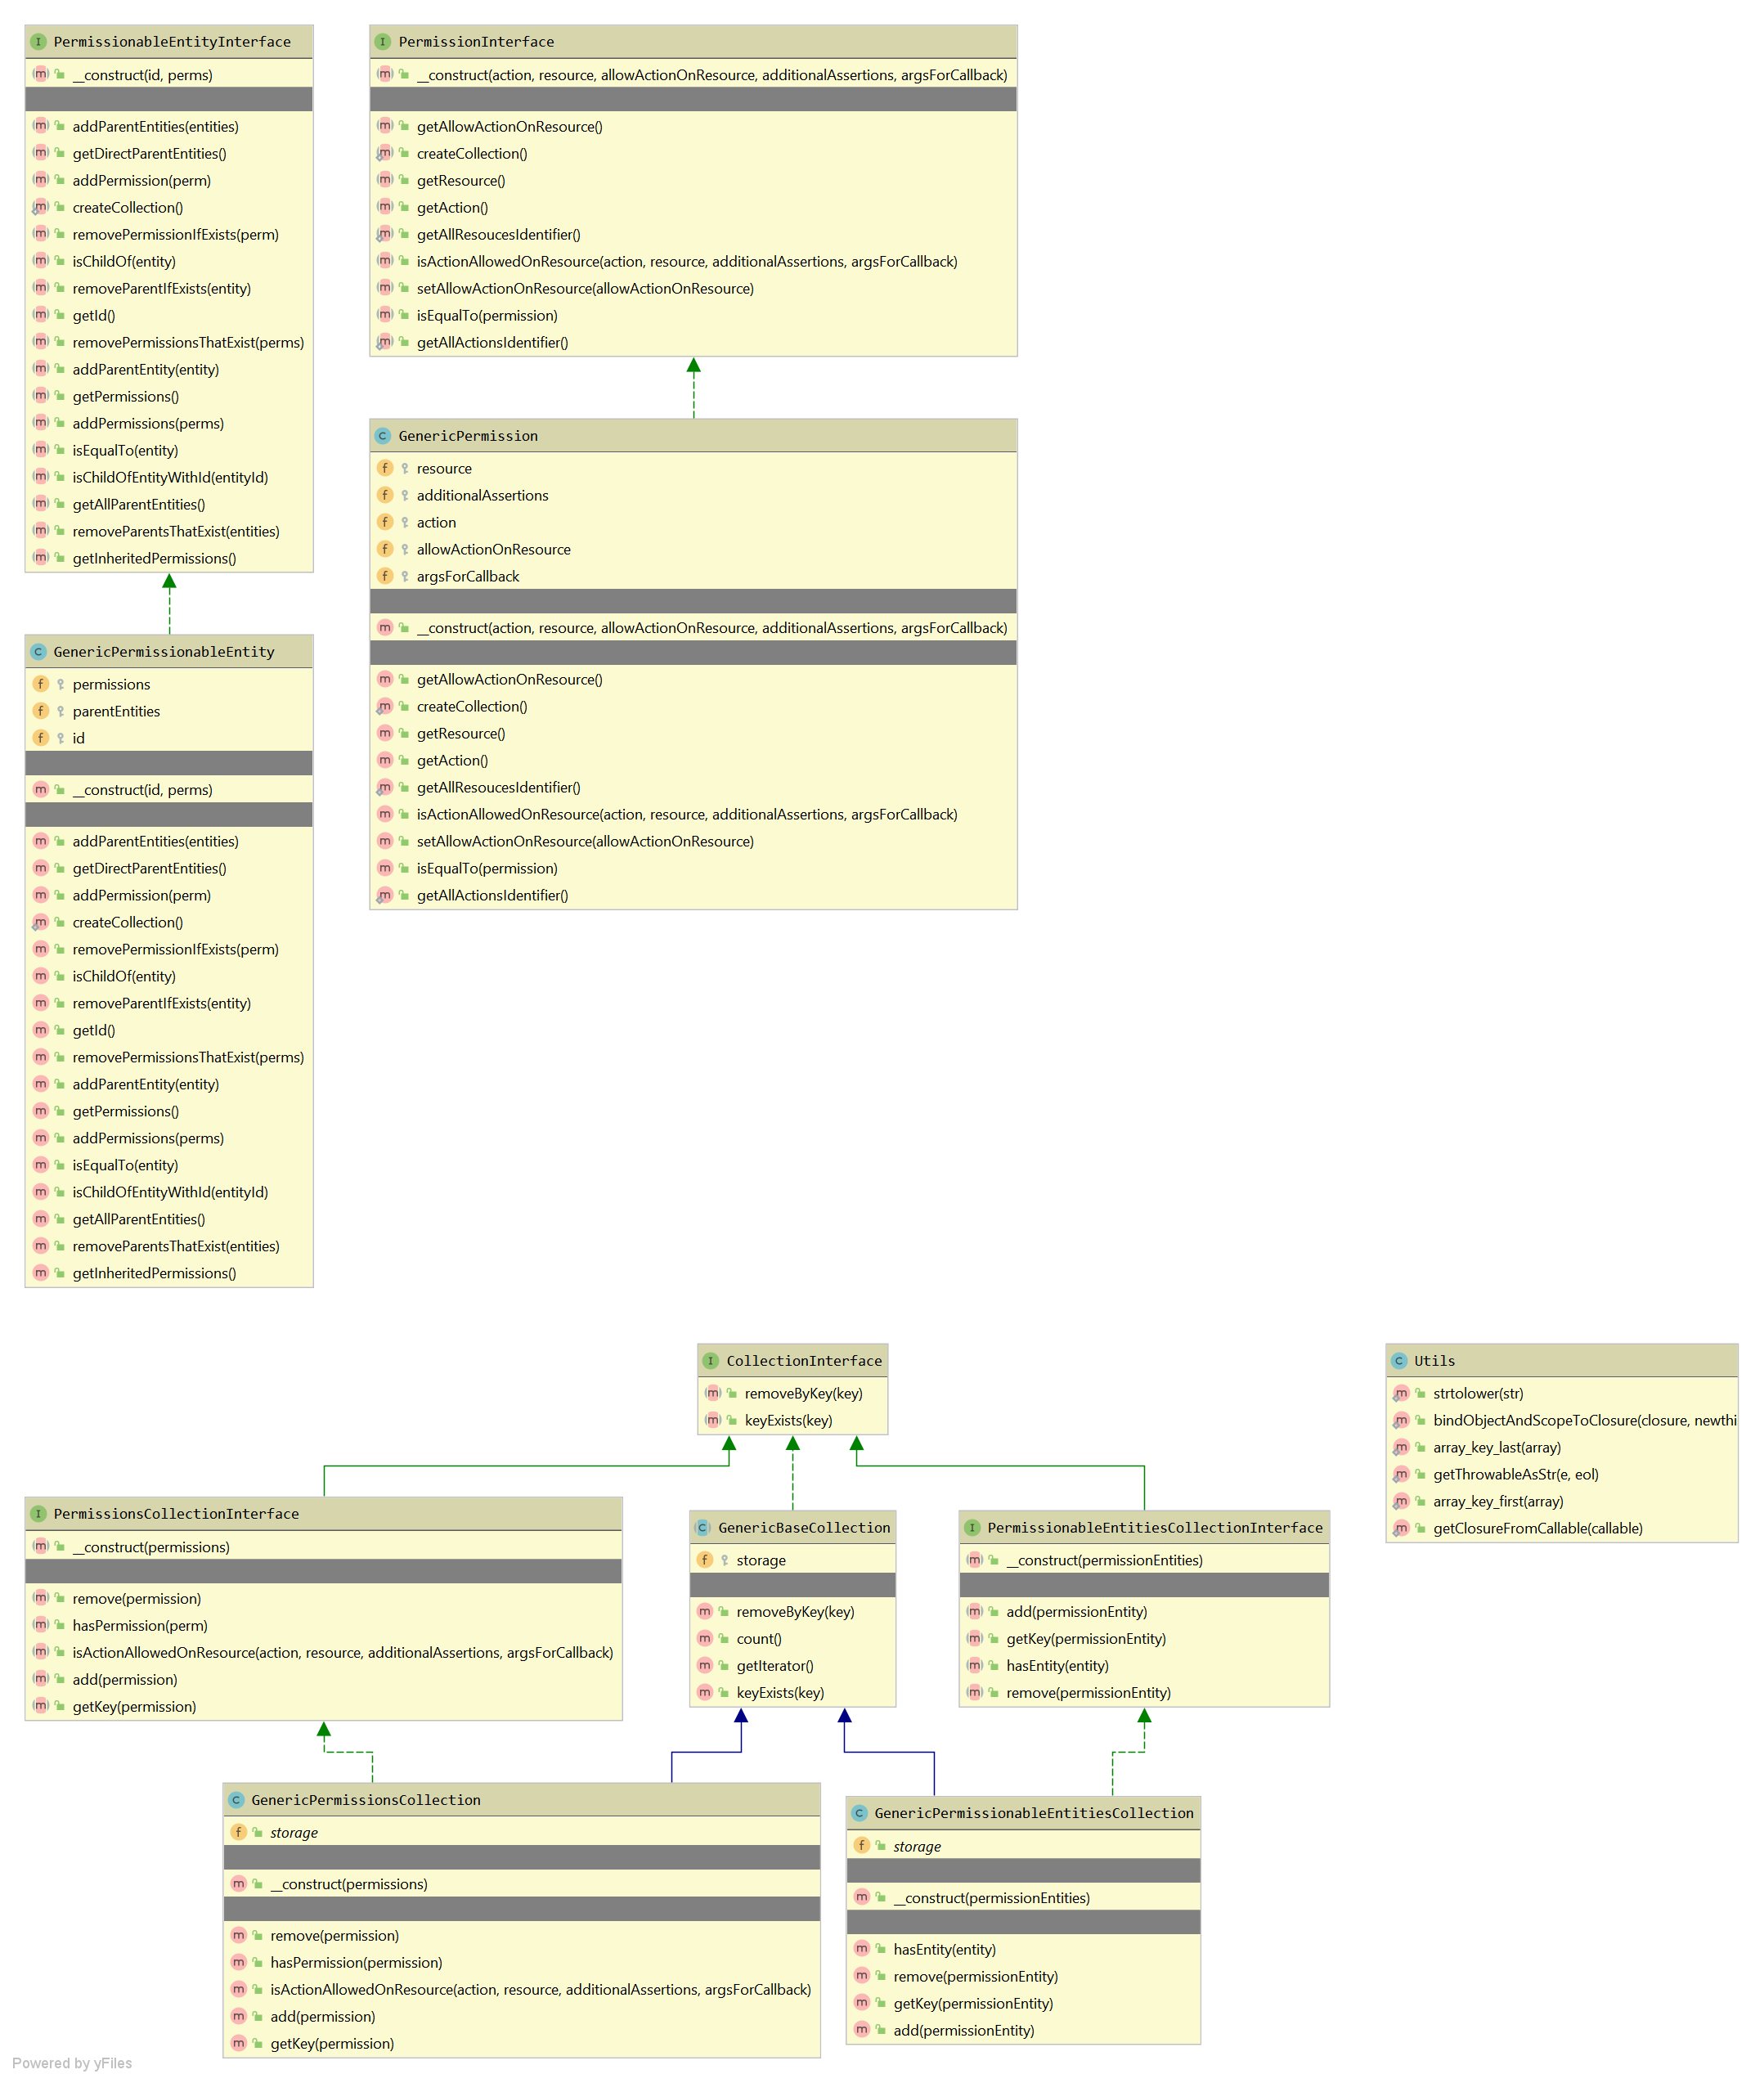 PermissionableEntityInterface
__construct(id, perms)
addParentEntities(entities)
getDirectParentEntities()
addPermission(perm)
createCollection()
removePermissionIfExists(perm)
isChildOf(entity)
removeParentIfExists(entity)
getId()
removePermissionsThatExist(perms)
addParentEntity(entity)
getPermissions()
addPermissions(perms)
isEqualTo(entity)
isChildOfEntityWithId(entityId)
getAllParentEntities()
removeParentsThatExist(entities)
getInheritedPermissions()
PermissionInterface
__construct(action, resource, allowActionOnResource, additionalAssertions, argsForCallback)
getAllowActionOnResource()
createCollection()
getResource()
getAction()
getAllResoucesIdentifier()
isActionAllowedOnResource(action, resource, additionalAssertions, argsForCallback)
setAllowActionOnResource(allowActionOnResource)
isEqualTo(permission)
getAllActionsIdentifier()
GenericPermission
resource
additionalAssertions
action
allowActionOnResource
argsForCallback
__construct(action, resource, allowActionOnResource, additionalAssertions, argsForCallback)
getAllowActionOnResource()
createCollection()
getResource()
getAction()
getAllResoucesIdentifier()
isActionAllowedOnResource(action, resource, additionalAssertions, argsForCallback)
setAllowActionOnResource(allowActionOnResource)
isEqualTo(permission)
getAllActionsIdentifier()
GenericPermissionableEntity
permissions
parentEntities
id
__construct(id, perms)
addParentEntities(entities)
getDirectParentEntities()
addPermission(perm)
createCollection()
removePermissionIfExists(perm)
isChildOf(entity)
removeParentIfExists(entity)
getId()
removePermissionsThatExist(perms)
addParentEntity(entity)
getPermissions()
addPermissions(perms)
isEqualTo(entity)
isChildOfEntityWithId(entityId)
getAllParentEntities()
removeParentsThatExist(entities)
getInheritedPermissions()
CollectionInterface
removeByKey(key)
keyExists(key)
Utils
strtolower(str)
bindObjectAndScopeToClosure(closure, newthi
array_key_last(array)
getThrowableAsStr(e, eol)
array_key_first(array)
getClosureFromCallable(callable)
PermissionsCollectionInterface
__construct(permissions)
remove(permission)
hasPermission(perm)
isActionAllowedOnResource(action, resource, additionalAssertions, argsForCallback)
add(permission)
getKey(permission)
GenericBaseCollection
storage
removeByKey(key)
count()
getIterator()
keyExists(key)
PermissionableEntitiesCollectionInterface
__construct(permissionEntities)
add(permissionEntity)
getKey(permissionEntity)
hasEntity(entity)
remove(permissionEntity)
GenericPermissionsCollection
storage
__construct(permissions)
remove(permission)
hasPermission(permission)
isActionAllowedOnResource(action, resource, additionalAssertions, argsForCallback)
add(permission)
getKey(permission)
GenericPermissionableEntitiesCollection
storage
__construct(permissionEntities)
hasEntity(entity)
remove(permissionEntity)
getKey(permissionEntity)
add(permissionEntity)
Powered by yFiles